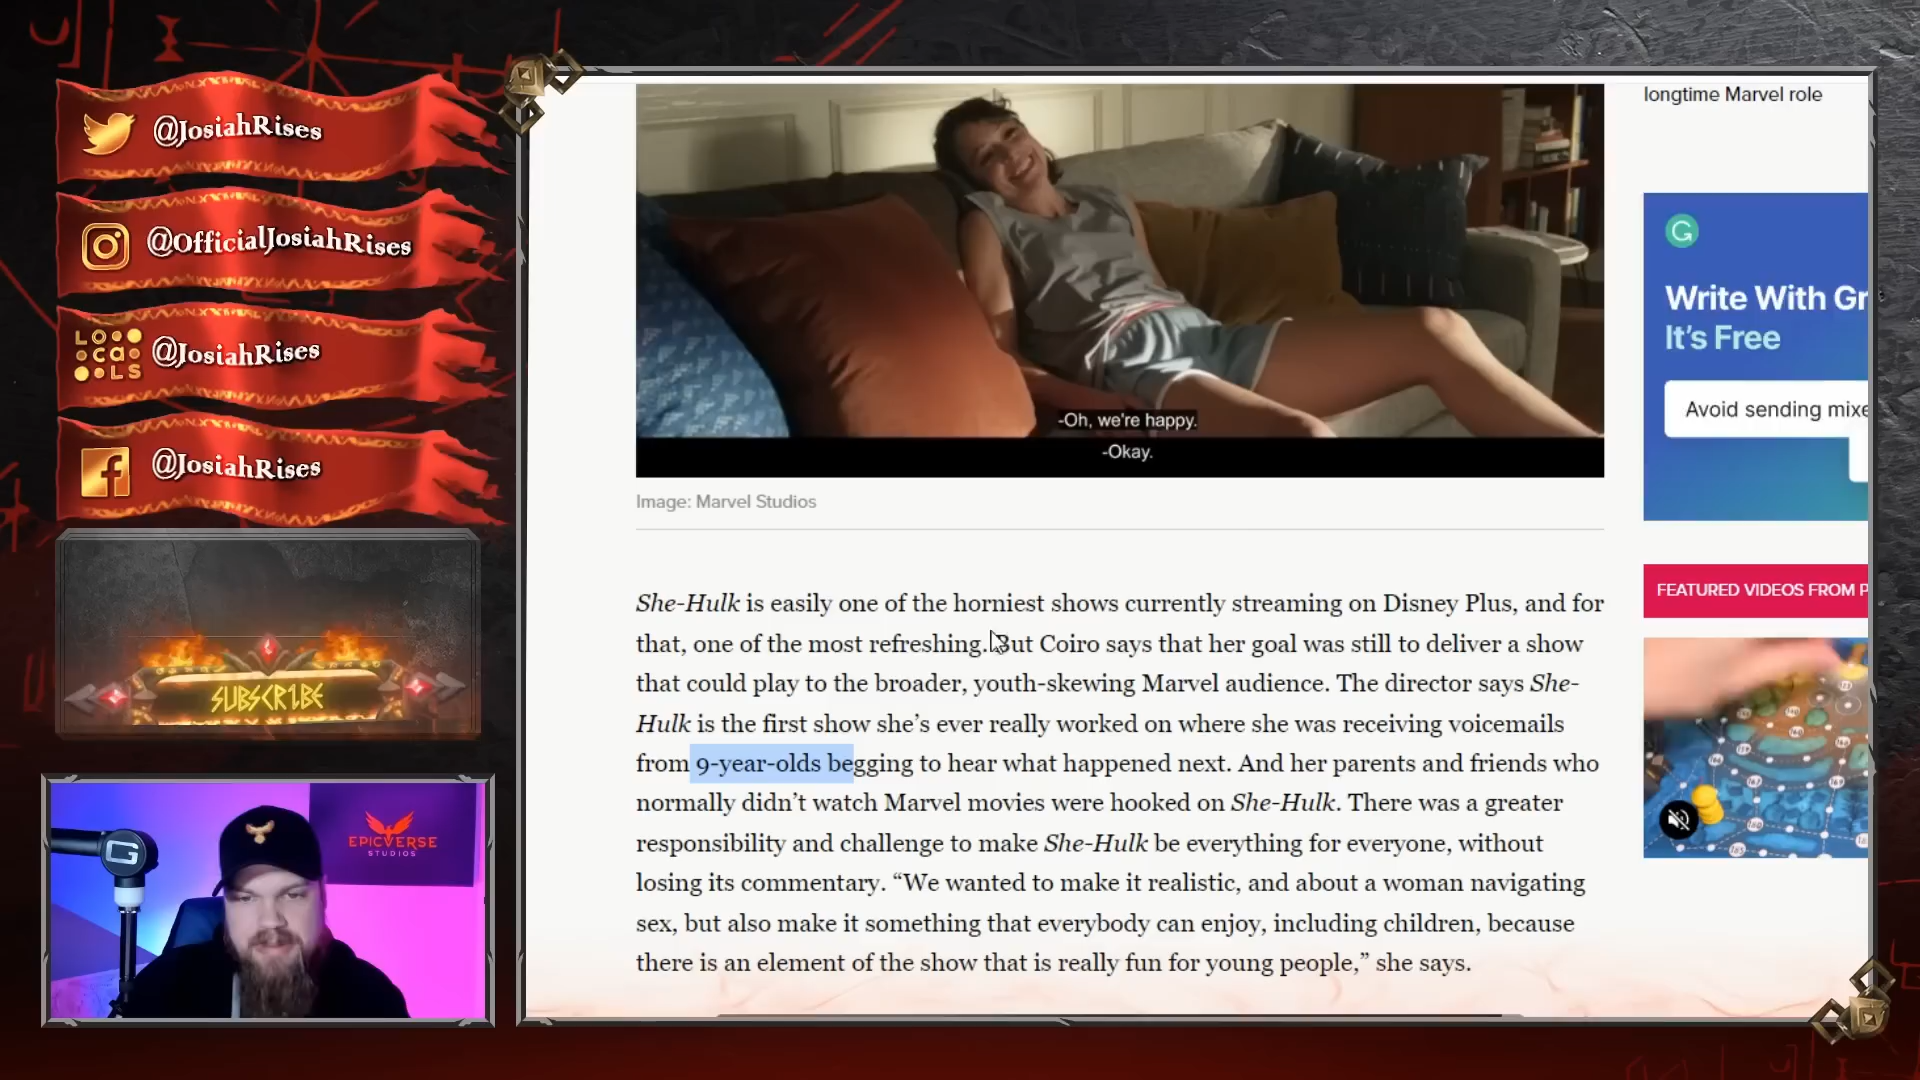 @JosiahRises
@OfficialJosiahRises
LOCALS
@JosiahRises
@JosiahRises
SUBSCRIBE
G
EPICVERSE
STUDIOS
-Oh, we're happy.
-Okay.
Image: Marvel Studios
She-Hulk is easily one of the horniest shows currently streaming on Disney Plus, and for
that, one of the most refreshing. But Coiro says that her goal was still to deliver a show
that could play to the broader, youth-skewing Marvel audience. The director says She-
Hulk is the first show she’s ever really worked on where she was receiving voicemails
from 9-year-olds begging to hear what happened next. And her parents and friends who
normally didn’t watch Marvel movies were hooked on She-Hulk. There was a greater
responsibility and challenge to make She-Hulk be everything for everyone, without
losing its commentary. “We wanted to make it realistic, and about a woman navigating
sex, but also make it something that everybody can enjoy, including children, because
there is an element of the show that is really fun for young people,” she says.
longtime Marvel role
G
Write With Gr
It’s Free
Avoid sending mixe
FEATURED VIDEOS FROM P